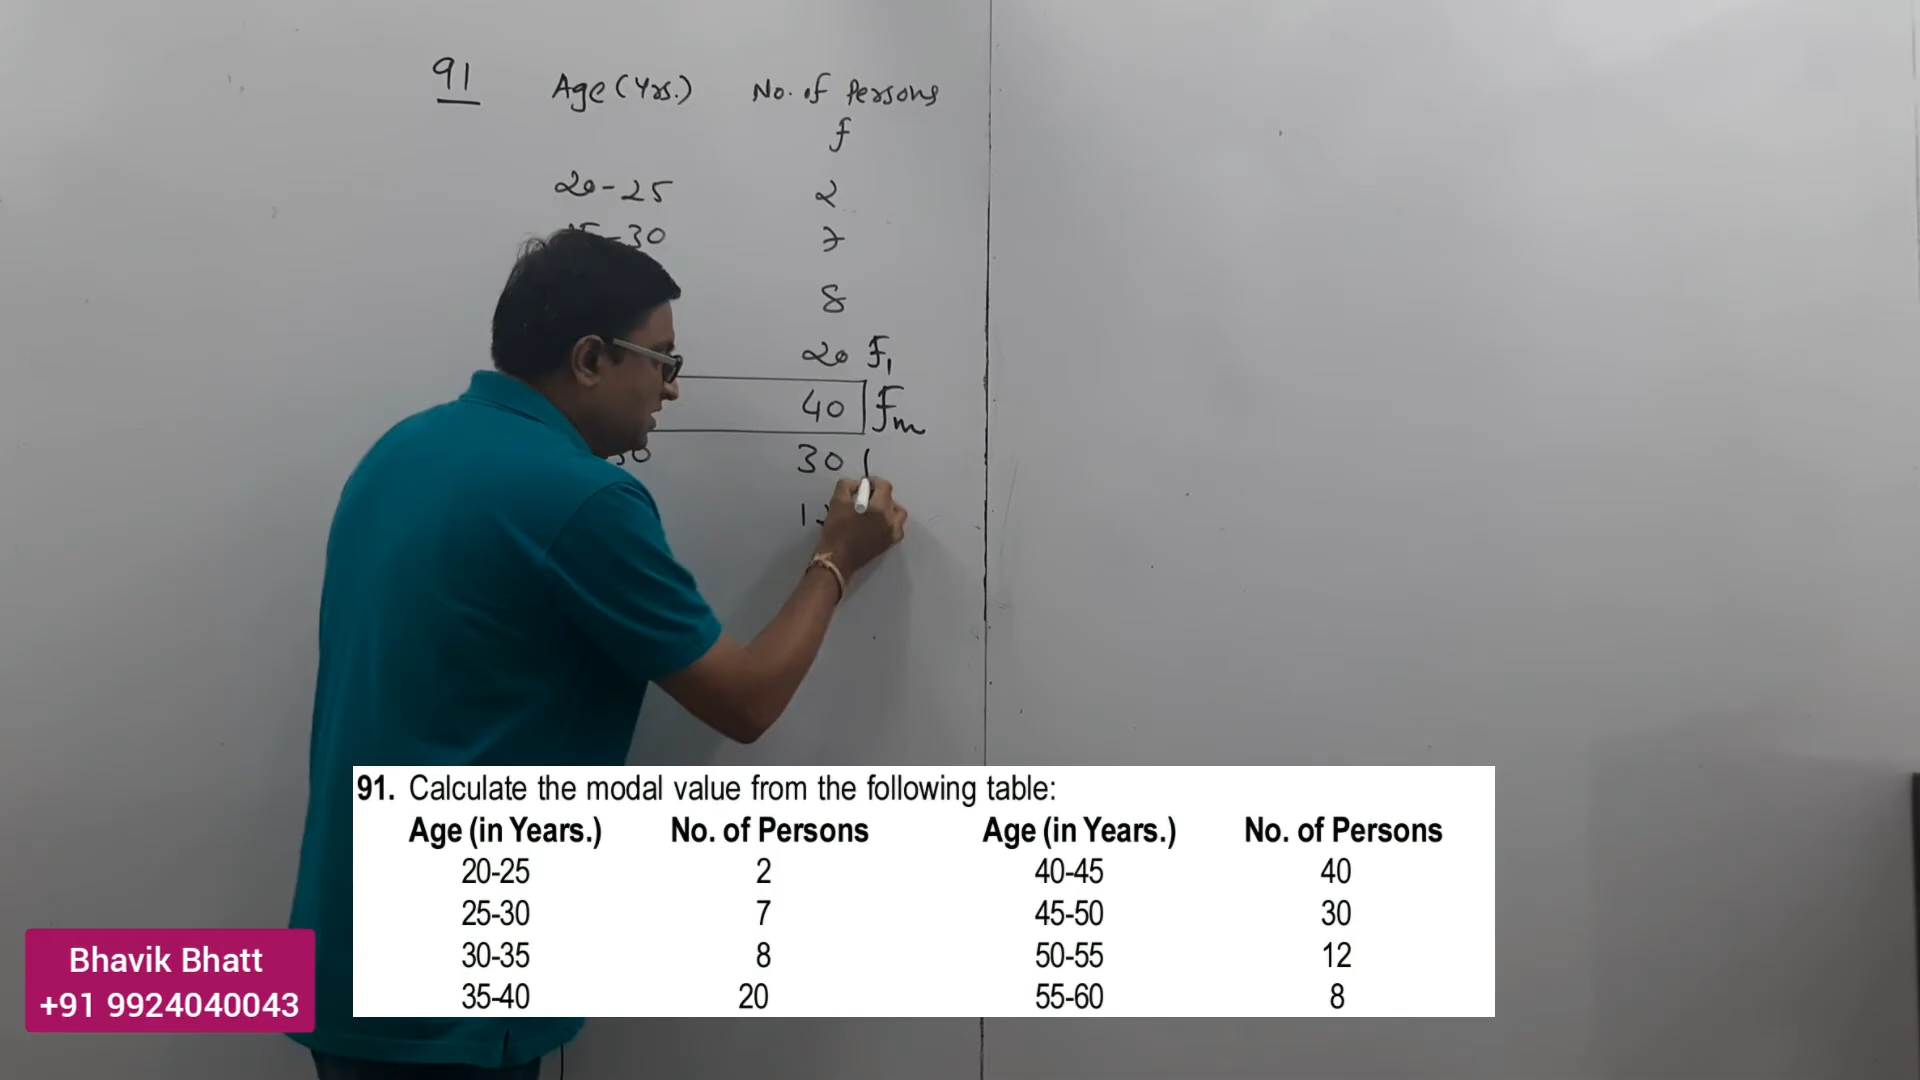 91 Age (Yrs.) No. of Persons
f
20-25 2
-30 7
8
20 f1
40 fm
30
91. Calculate the modal value from the following table:
Age (in Years.) No. of Persons Age (in Years.) No. of Persons
20-25 2 40-45 40
25-30 7 45-50 30
30-35 8 50-55 12
35-40 20 55-60 8
Bhavik Bhatt
+91 9924040043